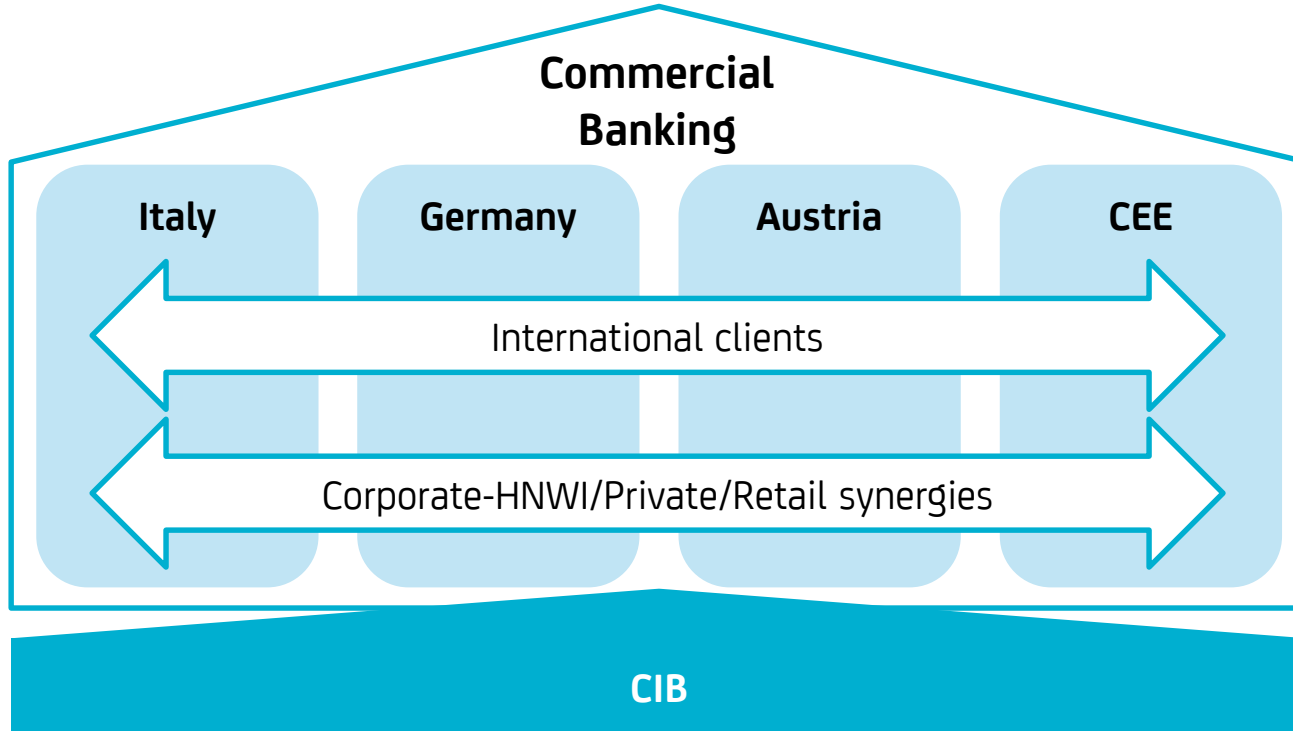 Commercial
Banking
Italy
Germany
Austria
CEE
International clients
Corporate-HNWI/Private/Retail synergies
CIB